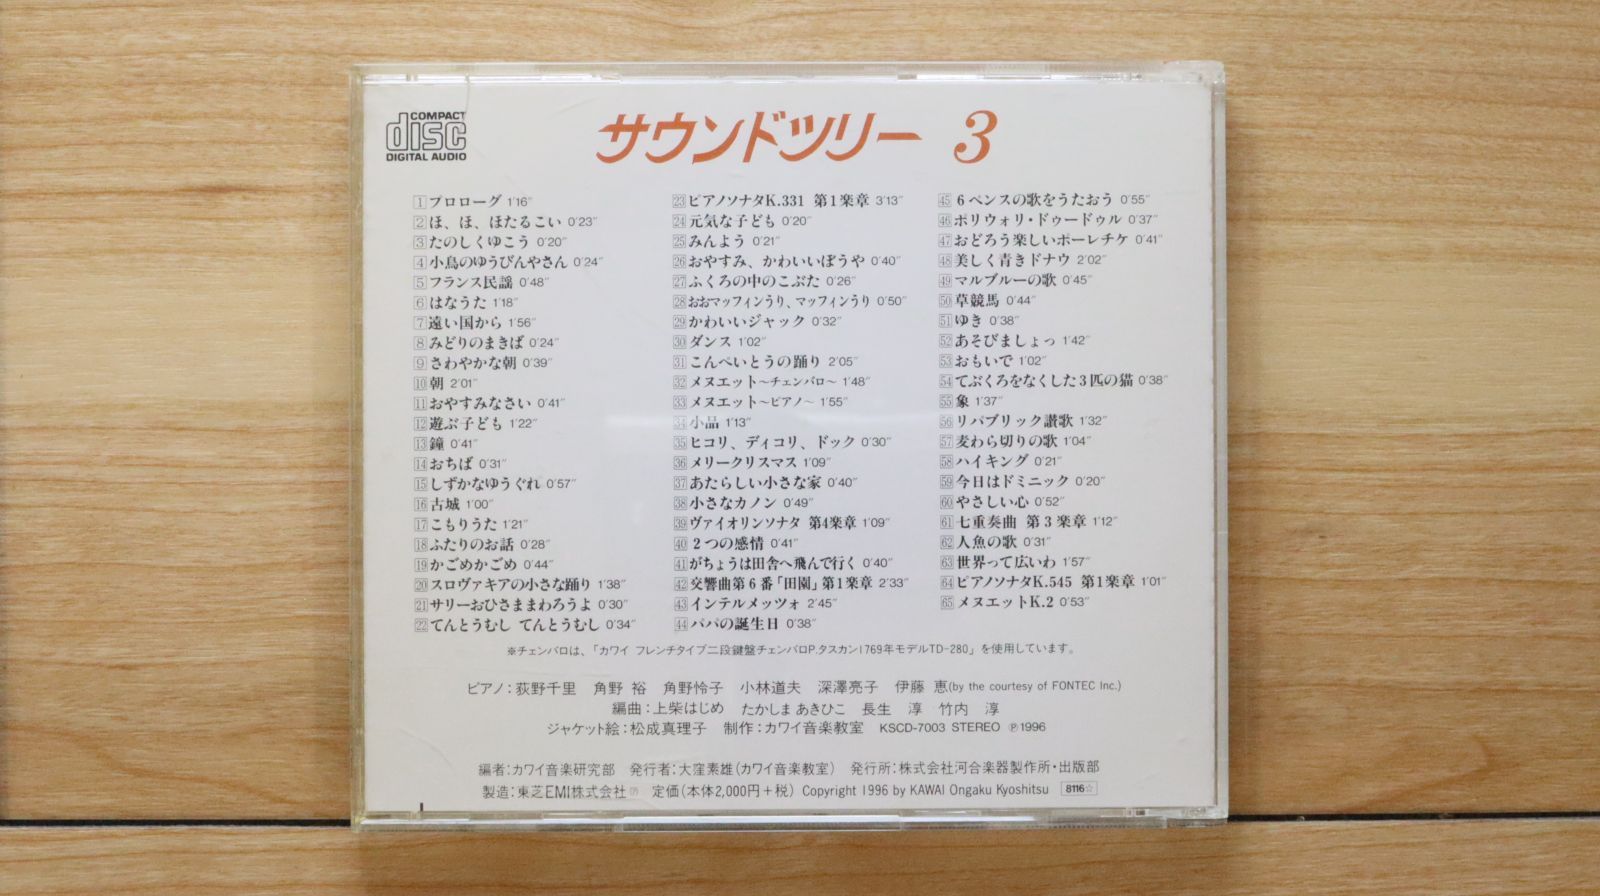 COMPACT
disc
DIGITAL AUDIO
サウンドツリー 3
1 プロローグ 1'16"
2 ほ、ほ、ほたるこい 0'23"
3 たのしくゆこう 0'20"
4 小鳥のゆうびんやさん 0'24"
5 フランス民謡 0'48"
6 はなうた 1'18"
7 遠い国から 1'56"
8 みどりのまきば 0'24"
9 さわやかな朝 0'39"
10 朝 2'01"
11 おやすみなさい 0'41"
12 遊ぶ子ども 1'22"
13 鐘 0'41"
14 おちば 0'31"
15 しずかなゆうぐれ 0'57"
16 古城 1'00"
17 こもりうた 1'21"
18 ふたりのお話 0'28"
19 かごめかごめ 0'44"
20 スロヴァキアの小さな踊り 1'38"
21 サリーおひさままわろうよ 0'30"
22 てんとうむし てんとうむし 0'34"
23 ピアノソナタK.331 第1楽章 3'13"
24 元気な子ども 0'20"
25 みんよう 0'21"
26 おやすみ、かわいいぼうや 0'40"
27 ふくろの中のこぶた 0'26"
28 おおマッフィンうり、マッフィンうり 0'50"
29 かわいいジャック 0'32"
30 ダンス 1'02"
31 こんぺいとうの踊り 2'05"
32 メヌエット〜チェンバロ〜 1'48"
33 メヌエット〜ピアノ〜 1'55"
34 小品 1'13"
35 ヒコリ、ディコリ、ドック 0'30"
36 メリークリスマス 1'09"
37 あたらしい小さな家 0'40"
38 小さなカノン 0'49"
39 ヴァイオリンソナタ 第4楽章 1'09"
40 2つの感情 0'41"
41 がちょうは田舎へ飛んで行く 0'40"
42 交響曲第6番「田園」第1楽章 2'33"
43 インテルメッツォ 2'45"
44 パパの誕生日 0'38"
45 6ペンスの歌をうたおう 0'55"
46 ポリウォリ・ドゥードゥル 0'37"
47 おどろう楽しいポーレチケ 0'41"
48 美しく青きドナウ 2'02"
49 マルブルーの歌 0'45"
50 草競馬 0'44"
51 ゆき 0'38"
52 あそびましょっ 1'42"
53 おもいで 1'02"
54 てぶくろをなくした3匹の猫 0'38"
55 象 1'37"
56 リパブリック讃歌 1'32"
57 麦わら切りの歌 1'04"
58 ハイキング 0'21"
59 今日はドミニック 0'20"
60 やさしい心 0'52"
61 七重奏曲 第3楽章 1'12"
62 人魚の歌 0'31"
63 世界って広いわ 1'57"
64 ピアノソナタK.545 第1楽章 1'01"
65 メヌエットK.2 0'53"
※チェンバロは、「カワイ フレンチタイプ二段鍵盤チェンバロP.タスカン1769年モデルTD-280」を使用しています。
ピアノ:荻野千里 角野 裕 角野怜子 小林道夫 深澤亮子 伊藤 恵(by the courtesy of FONTEC Inc.)
編曲:上柴はじめ たかしまあきひこ 長生 淳 竹内 淳
ジャケット絵:松成真理子 制作:カワイ音楽教室 KSCD-7003 STEREO ℗1996
編者:カワイ音楽研究部 発行者:大窪素雄(カワイ音楽教室) 発行所:株式会社河合楽器製作所・出版部
製造:東芝EMI株式会社 定価(本体2,000円+税) Copyright 1996 by KAWAI Ongaku Kyoshitsu 8116☆